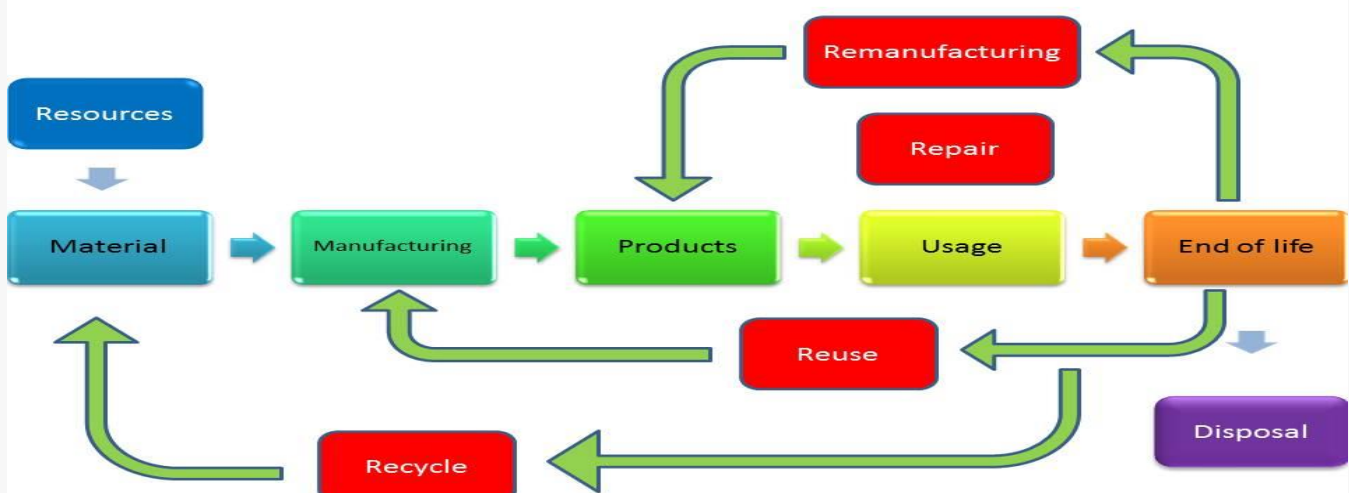 Remanufacturing
Resources
Repair
Material
Manufacturing
Products
Usage
End of life
Reuse
Disposal
Recycle